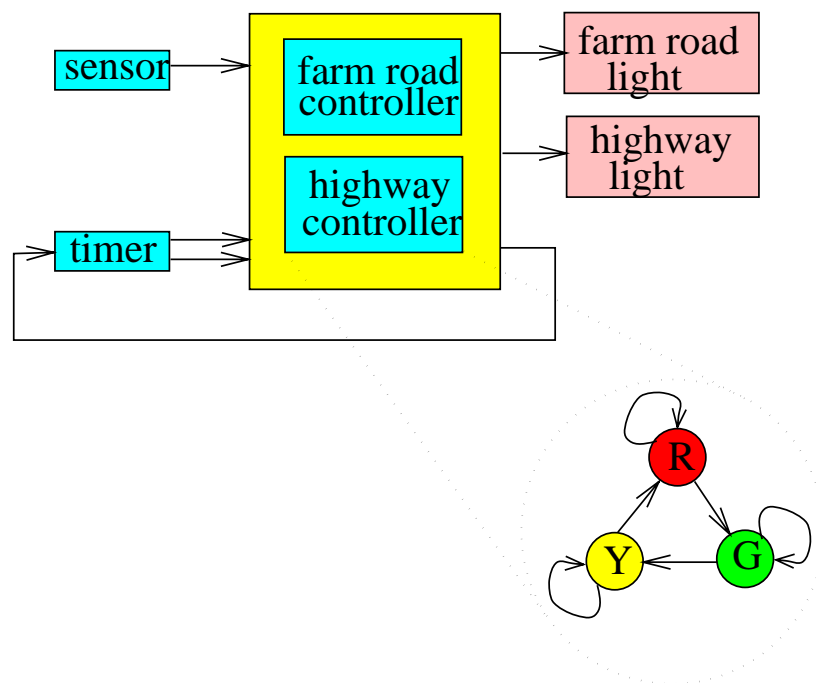 sensor
farm road
controller
farm road
light
highway
light
highway
controller
timer
R
Y
G